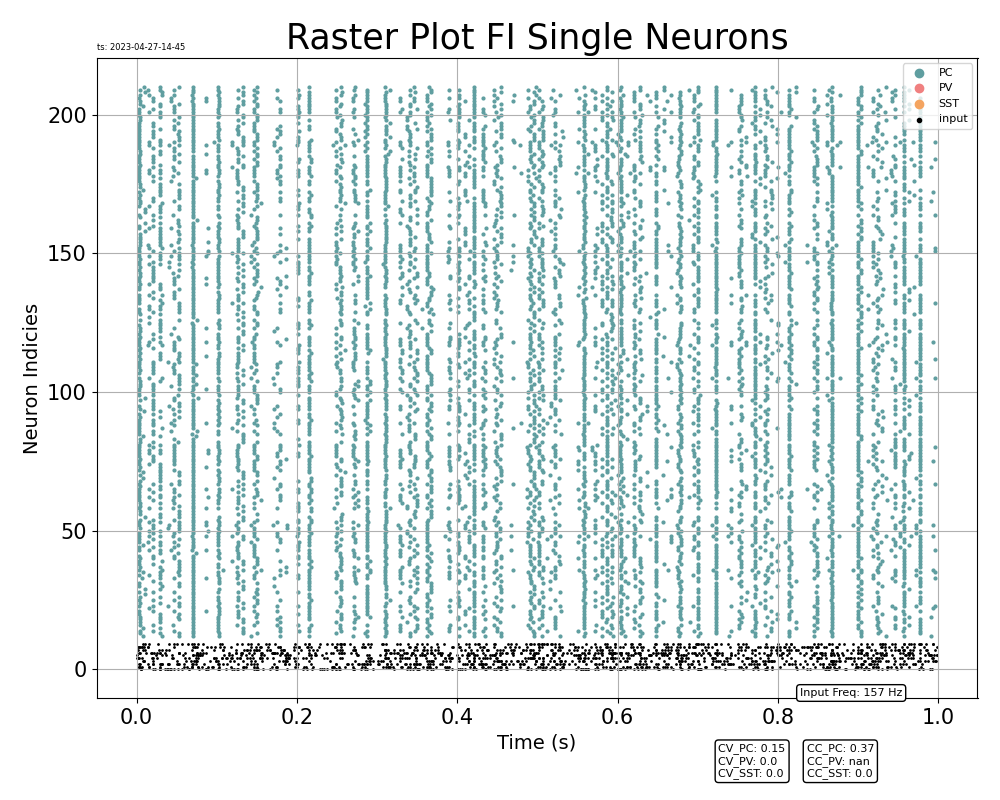 Raster Plot FI Single Neurons
ts: 2023-04-27-14-45
PC
PV
SST
input
200
150
100
50
0
Neuron Indicies
0.0 0.2 0.4 0.6 0.8 1.0
Time (s)
Input Freq: 157 Hz
CV_PC: 0.15
CV_PV: 0.0
CV_SST: 0.0
CC_PC: 0.37
CC_PV: nan
CC_SST: 0.0